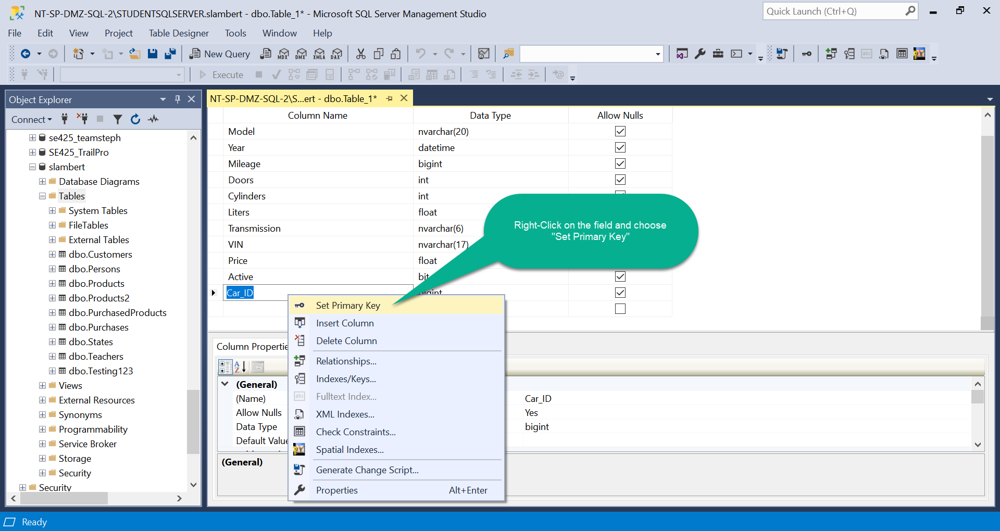 NT-SP-DMZ-SQL-2\STUDENTSQLSERVER.slambert - dbo.Table_1* - Microsoft SQL Server Management Studio
Quick Launch (Ctrl+Q)
File Edit View Project Table Designer Tools Window Help
New Query MDX DMX XMLA DAX abc
Execute
Object Explorer
Connect
se425_teamsteph
SE425_TrailPro
slambert
Database Diagrams
Tables
System Tables
FileTables
External Tables
dbo.Customers
dbo.Persons
dbo.Products
dbo.Products2
dbo.PurchasedProducts
dbo.Purchases
dbo.States
dbo.Teachers
dbo.Testing123
Views
External Resources
Synonyms
Programmability
Service Broker
Storage
Security
Security
NT-SP-DMZ-SQL-2\S...ert - dbo.Table_1*
Column Name Data Type Allow Nulls
Model nvarchar(20)
Year datetime
Mileage bigint
Doors int
Cylinders int
Liters float
Transmission nvarchar(6)
VIN nvarchar(17)
Price float
Active bit
Car_ID bigint
Right-Click on the field and choose
"Set Primary Key"
Set Primary Key
Insert Column
Delete Column
Relationships...
Indexes/Keys...
abc Fulltext Index...
XML Indexes...
Check Constraints...
Spatial Indexes...
Generate Change Script...
Properties Alt+Enter
Column Propertie
A
Z
(General)
(Name) Car_ID
Allow Nulls Yes
Data Type bigint
Default Value
(General)
Ready